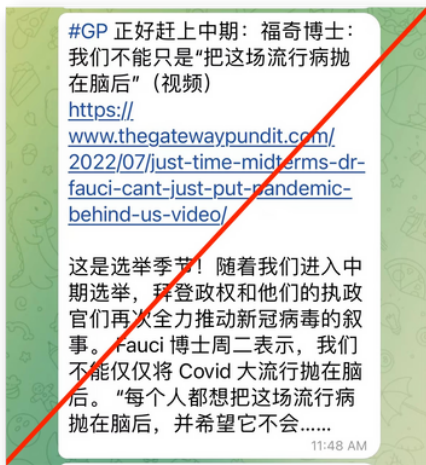 #GP 正好赶上中期：福奇博士：
我们不能只是“把这场流行病抛
在脑后”（视频）
https://
www.thegatewaypundit.com/
2022/07/just-time-midterms-dr-
fauci-cant-just-put-pandemic-
behind-us-video/
这是选举季节！随着我们进入中
期选举，拜登政权和他们的执政
官们再次全力推动新冠病毒的叙
事。 Fauci 博士周二表示，我们
不能仅仅将 Covid 大流行抛在脑
后。 “每个人都想把这场流行病
抛在脑后，并希望它不会......
11:48 AM